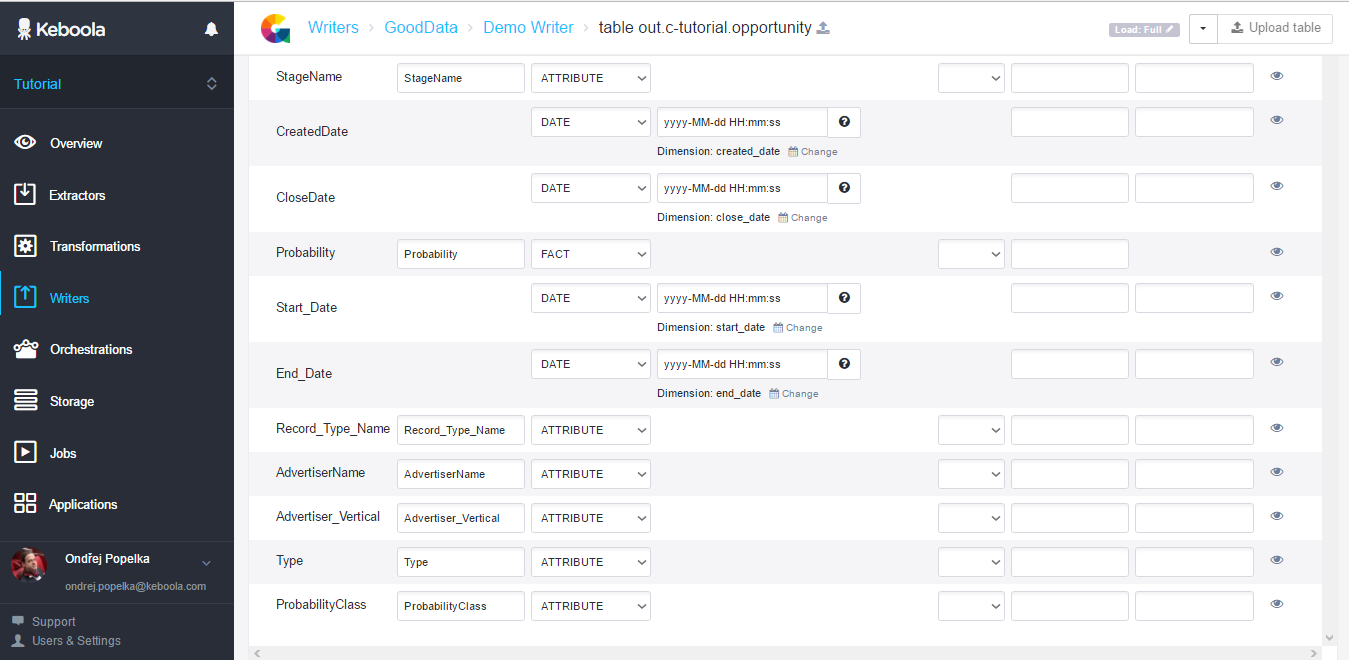 Keboola
Writers > GoodData > Demo Writer > table out.c-tutorial.opportunity
Load: Full
Upload table
Tutorial
Overview
Extractors
Transformations
Writers
Orchestrations
Storage
Jobs
Applications
Ondřej Popelka
ondrej.popelka@keboola.com
Support
Users & Settings
StageName StageName ATTRIBUTE
CreatedDate DATE yyyy-MM-dd HH:mm:ss ?
Dimension: created_date Change
CloseDate DATE yyyy-MM-dd HH:mm:ss ?
Dimension: close_date Change
Probability Probability FACT
Start_Date DATE yyyy-MM-dd HH:mm:ss ?
Dimension: start_date Change
End_Date DATE yyyy-MM-dd HH:mm:ss ?
Dimension: end_date Change
Record_Type_Name Record_Type_Name ATTRIBUTE
AdvertiserName AdvertiserName ATTRIBUTE
Advertiser_Vertical Advertiser_Vertical ATTRIBUTE
Type Type ATTRIBUTE
ProbabilityClass ProbabilityClass ATTRIBUTE